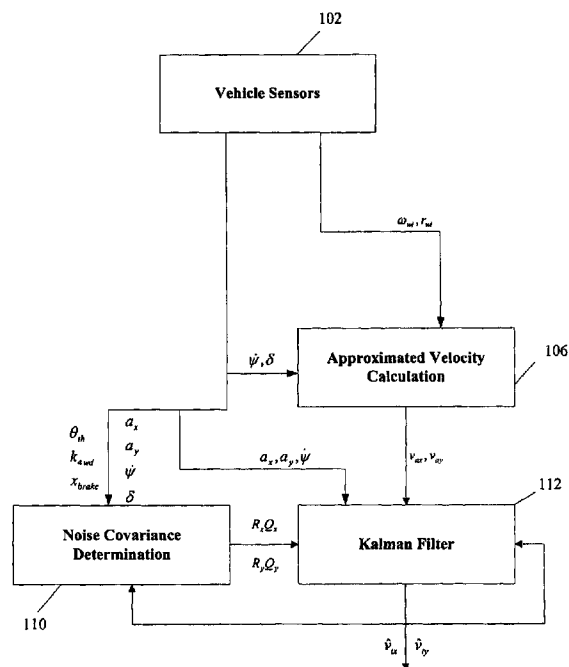 102
Vehicle Sensors
ω_wi, r_wi
ψ̇, δ
Approximated Velocity
Calculation
106
θ_th
k_4wd
x_brake
a_x
a_y
ψ̇
δ
a_x, a_y, ψ̇
v_ax, v_ay
112
Noise Covariance
Determination
R_x Q_x
R_y Q_y
Kalman Filter
110
v̂_tx v̂_ty